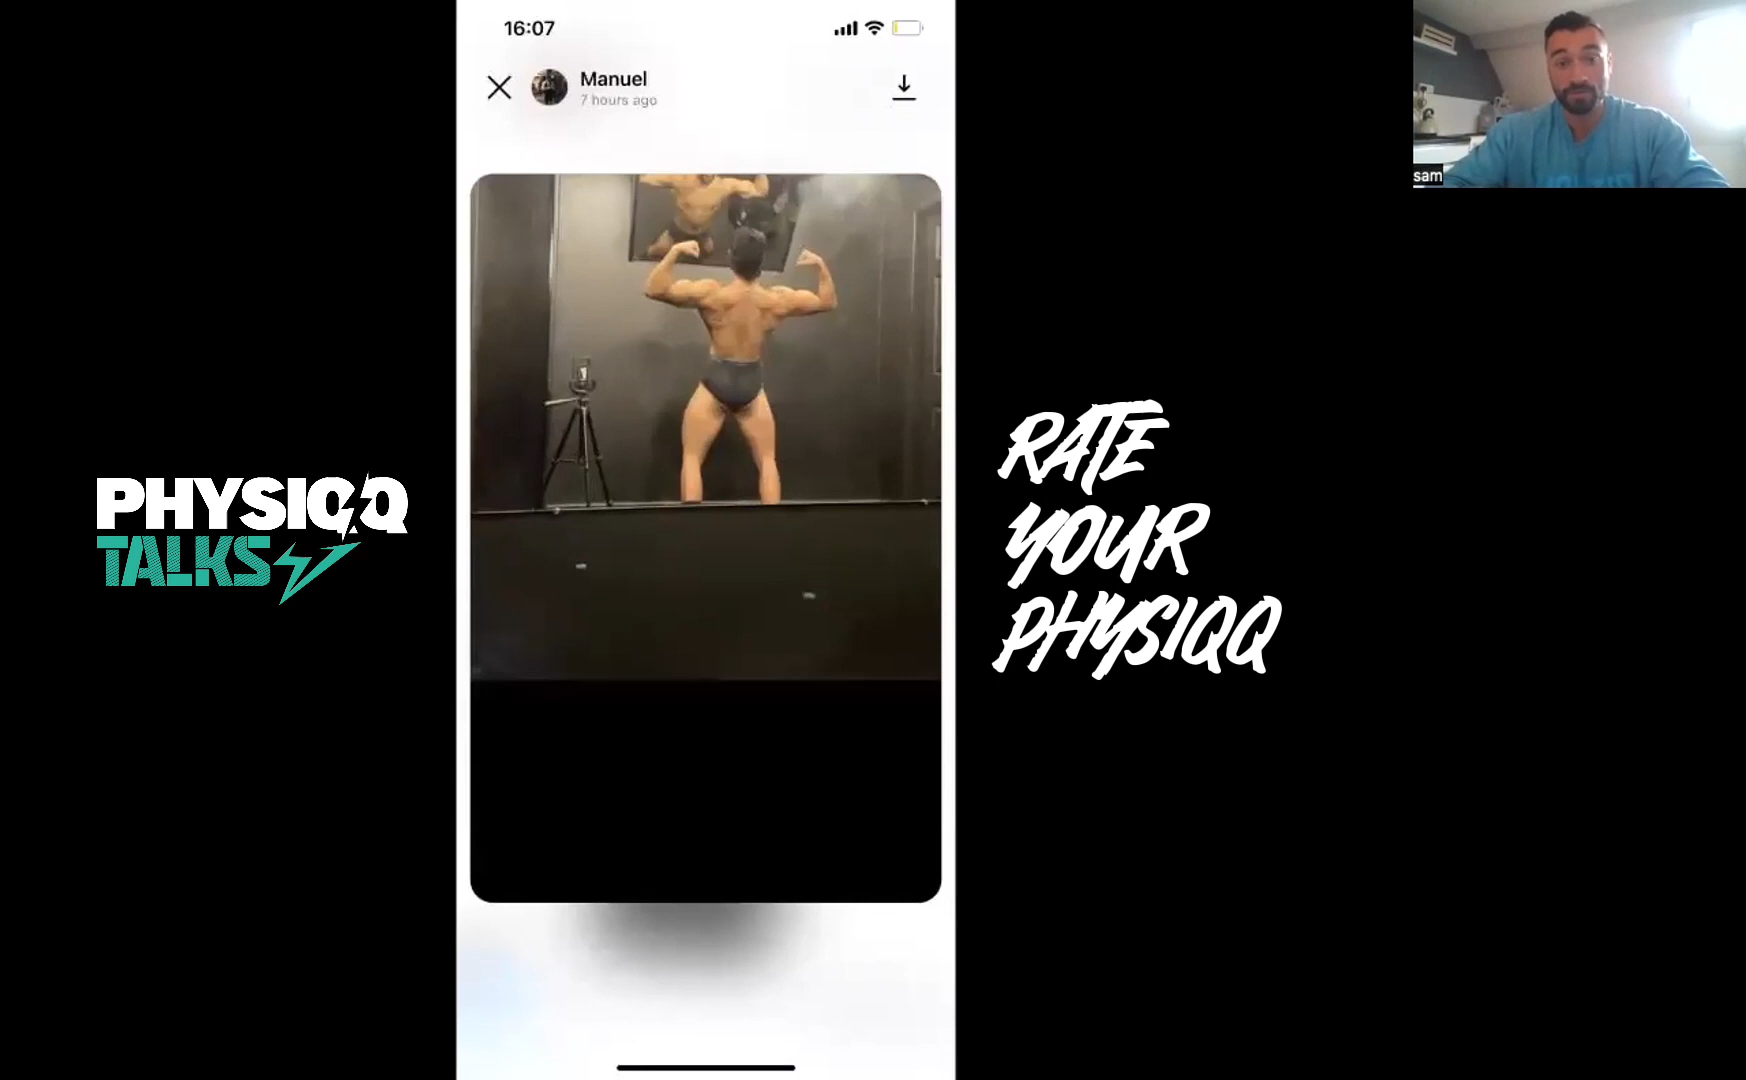 16:07
Manuel
7 hours ago
sam
PHYSIQQ
TALKS
RATE
YOUR
PHYSIQQ